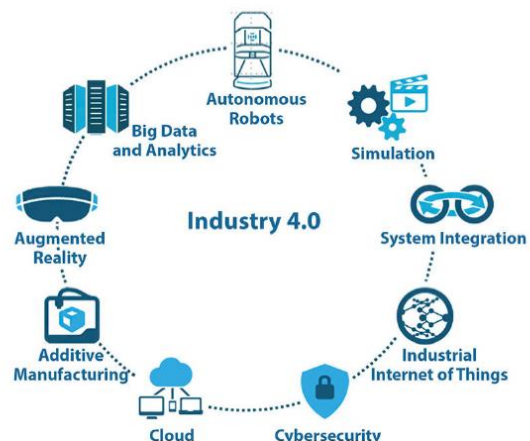 Autonomous
Robots
Big Data
and Analytics
Simulation
Industry 4.0
Augmented
Reality
System Integration
Additive
Manufacturing
Industrial
Internet of Things
Cloud
Cybersecurity